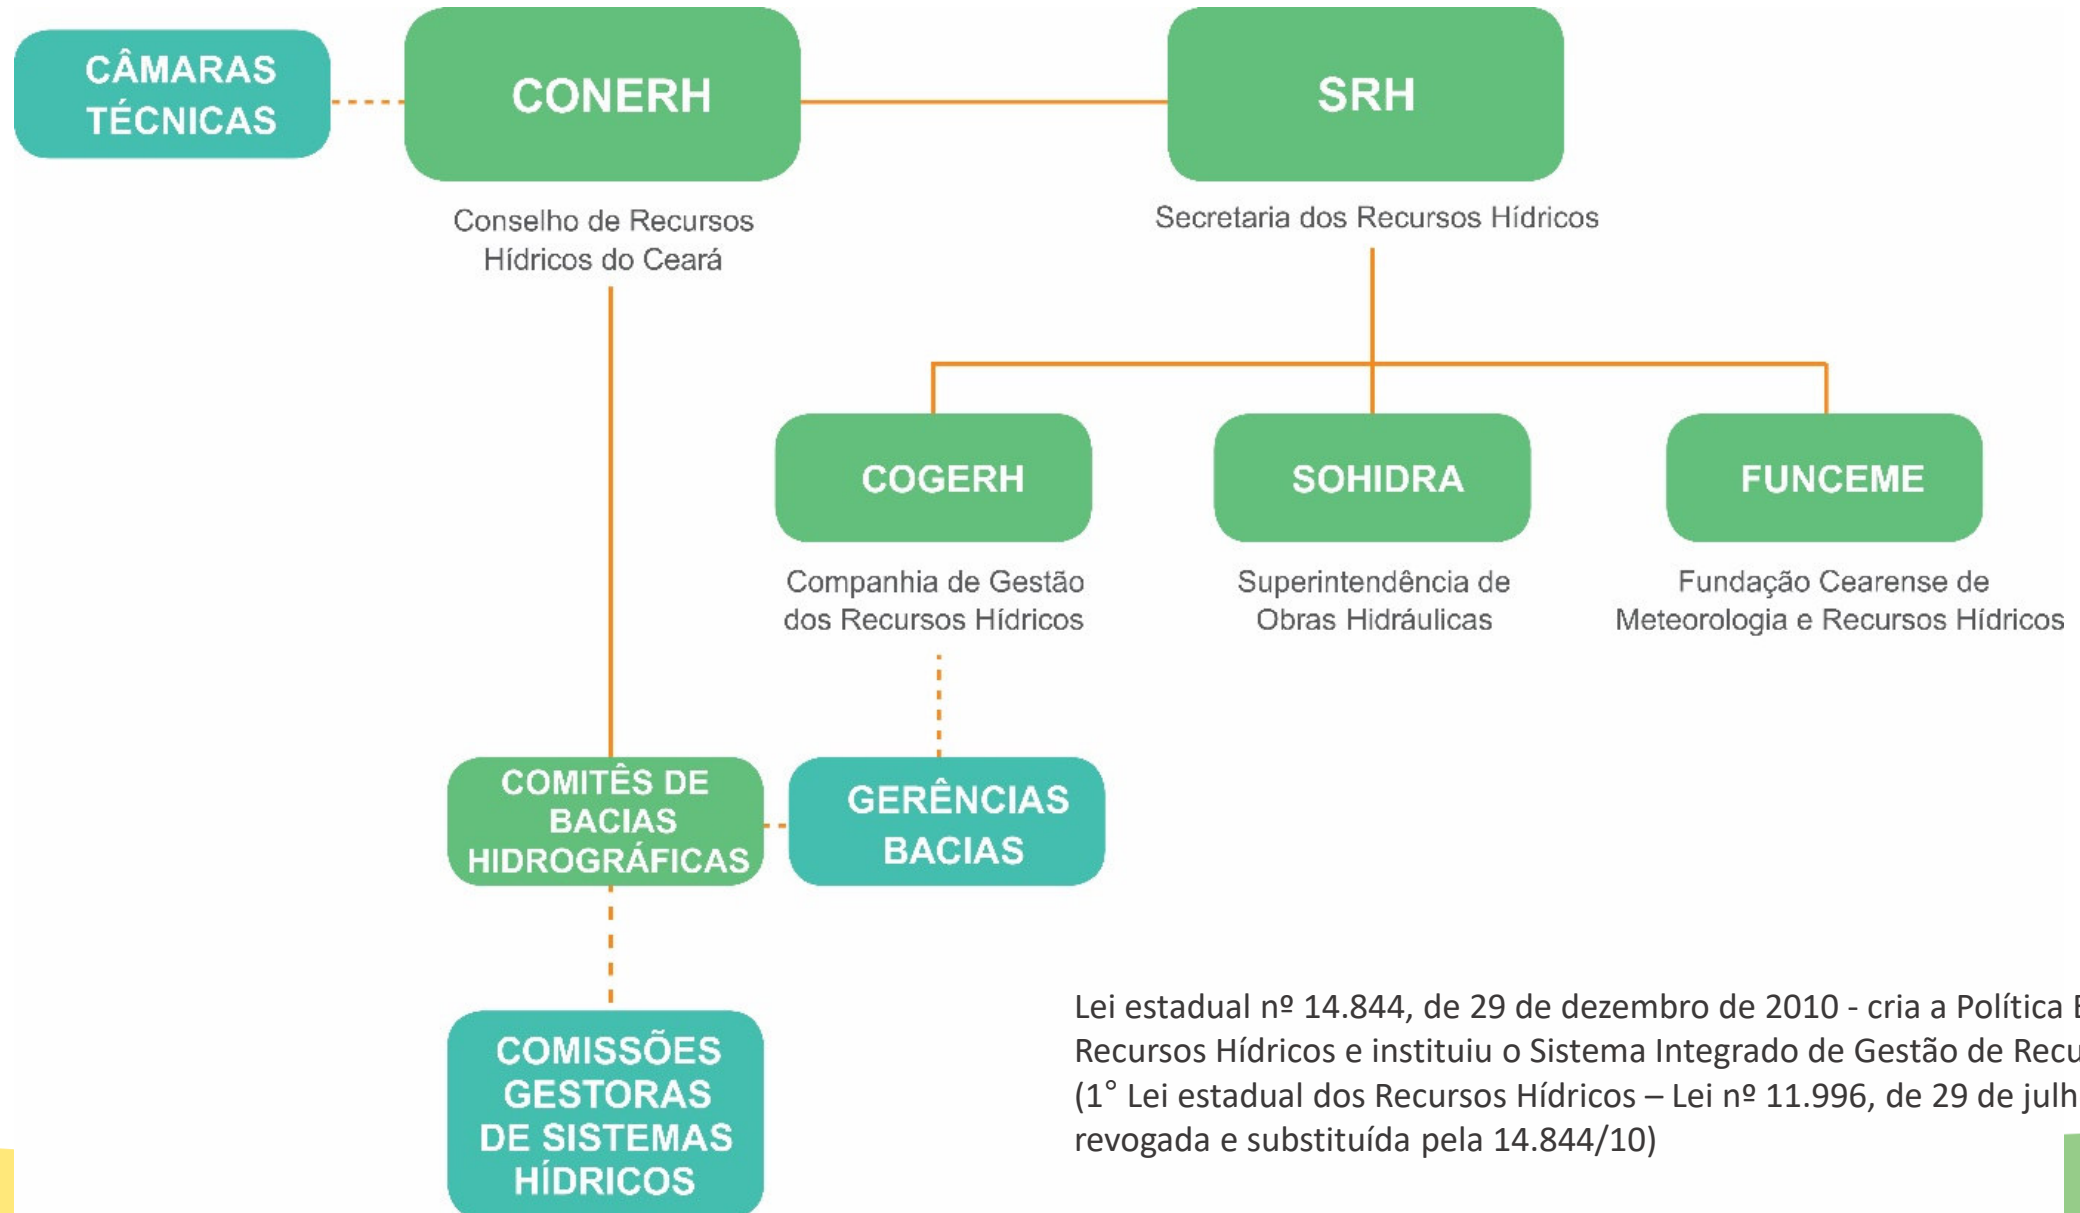 CÂMARAS
TÉCNICAS
CONERH
SRH
Conselho de Recursos
Hídricos do Ceará
Secretaria dos Recursos Hídricos
COGERH
SOHIDRA
FUNCEME
Companhia de Gestão
dos Recursos Hídricos
Superintendência de
Obras Hidráulicas
Fundação Cearense de
Meteorologia e Recursos Hídricos
COMITÊS DE
BACIAS
HIDROGRÁFICAS
GERÊNCIAS
BACIAS
COMISSÕES
GESTORAS
DE SISTEMAS
HÍDRICOS
Lei estadual nº 14.844, de 29 de dezembro de 2010 - cria a Política
Recursos Hídricos e instituiu o Sistema Integrado de Gestão de
(1° Lei estadual dos Recursos Hídricos – Lei nº 11.996, de 29 de
revogada e substituída pela 14.844/10)